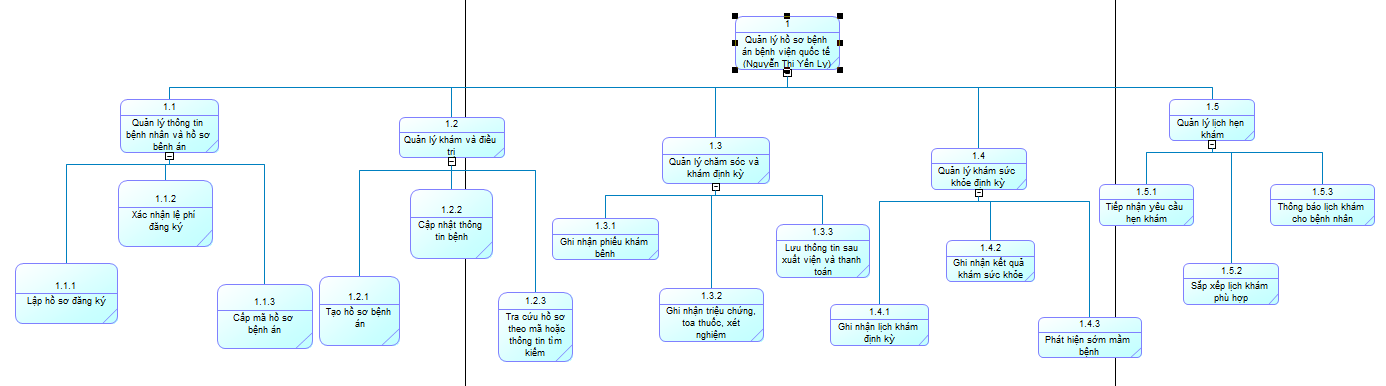 1
Quản lý hồ sơ bệnh
án bệnh viện quốc tế
(Nguyễn Thị Yến Ly)
1.1
Quản lý thông tin
bệnh nhân và hồ sơ
bệnh án
1.2
Quản lý khám và điều
trị
1.3
Quản lý chăm sóc và
khám định kỳ
1.4
Quản lý khám sức
khỏe định kỳ
1.5
Quản lý lịch hẹn
khám
1.1.1
Lập hồ sơ đăng ký
1.1.2
Xác nhận lệ phí
đăng ký
1.1.3
Cấp mã hồ sơ
bệnh án
1.2.1
Tạo hồ sơ bệnh
án
1.2.2
Cập nhật thông
tin bệnh
1.2.3
Tra cứu hồ sơ
theo mã hoặc
thông tin tìm
kiếm
1.3.1
Ghi nhận phiếu khám
bệnh
1.3.2
Ghi nhận triệu chứng,
toa thuốc, xét
nghiệm
1.3.3
Lưu thông tin sau
xuất viện và thanh
toán
1.4.1
Ghi nhận lịch khám
định kỳ
1.4.2
Ghi nhận kết quả
khám sức khỏe
1.4.3
Phát hiện sớm mầm
bệnh
1.5.1
Tiếp nhận yêu cầu
hẹn khám
1.5.2
Sắp xếp lịch khám
phù hợp
1.5.3
Thông báo lịch khám
cho bệnh nhân